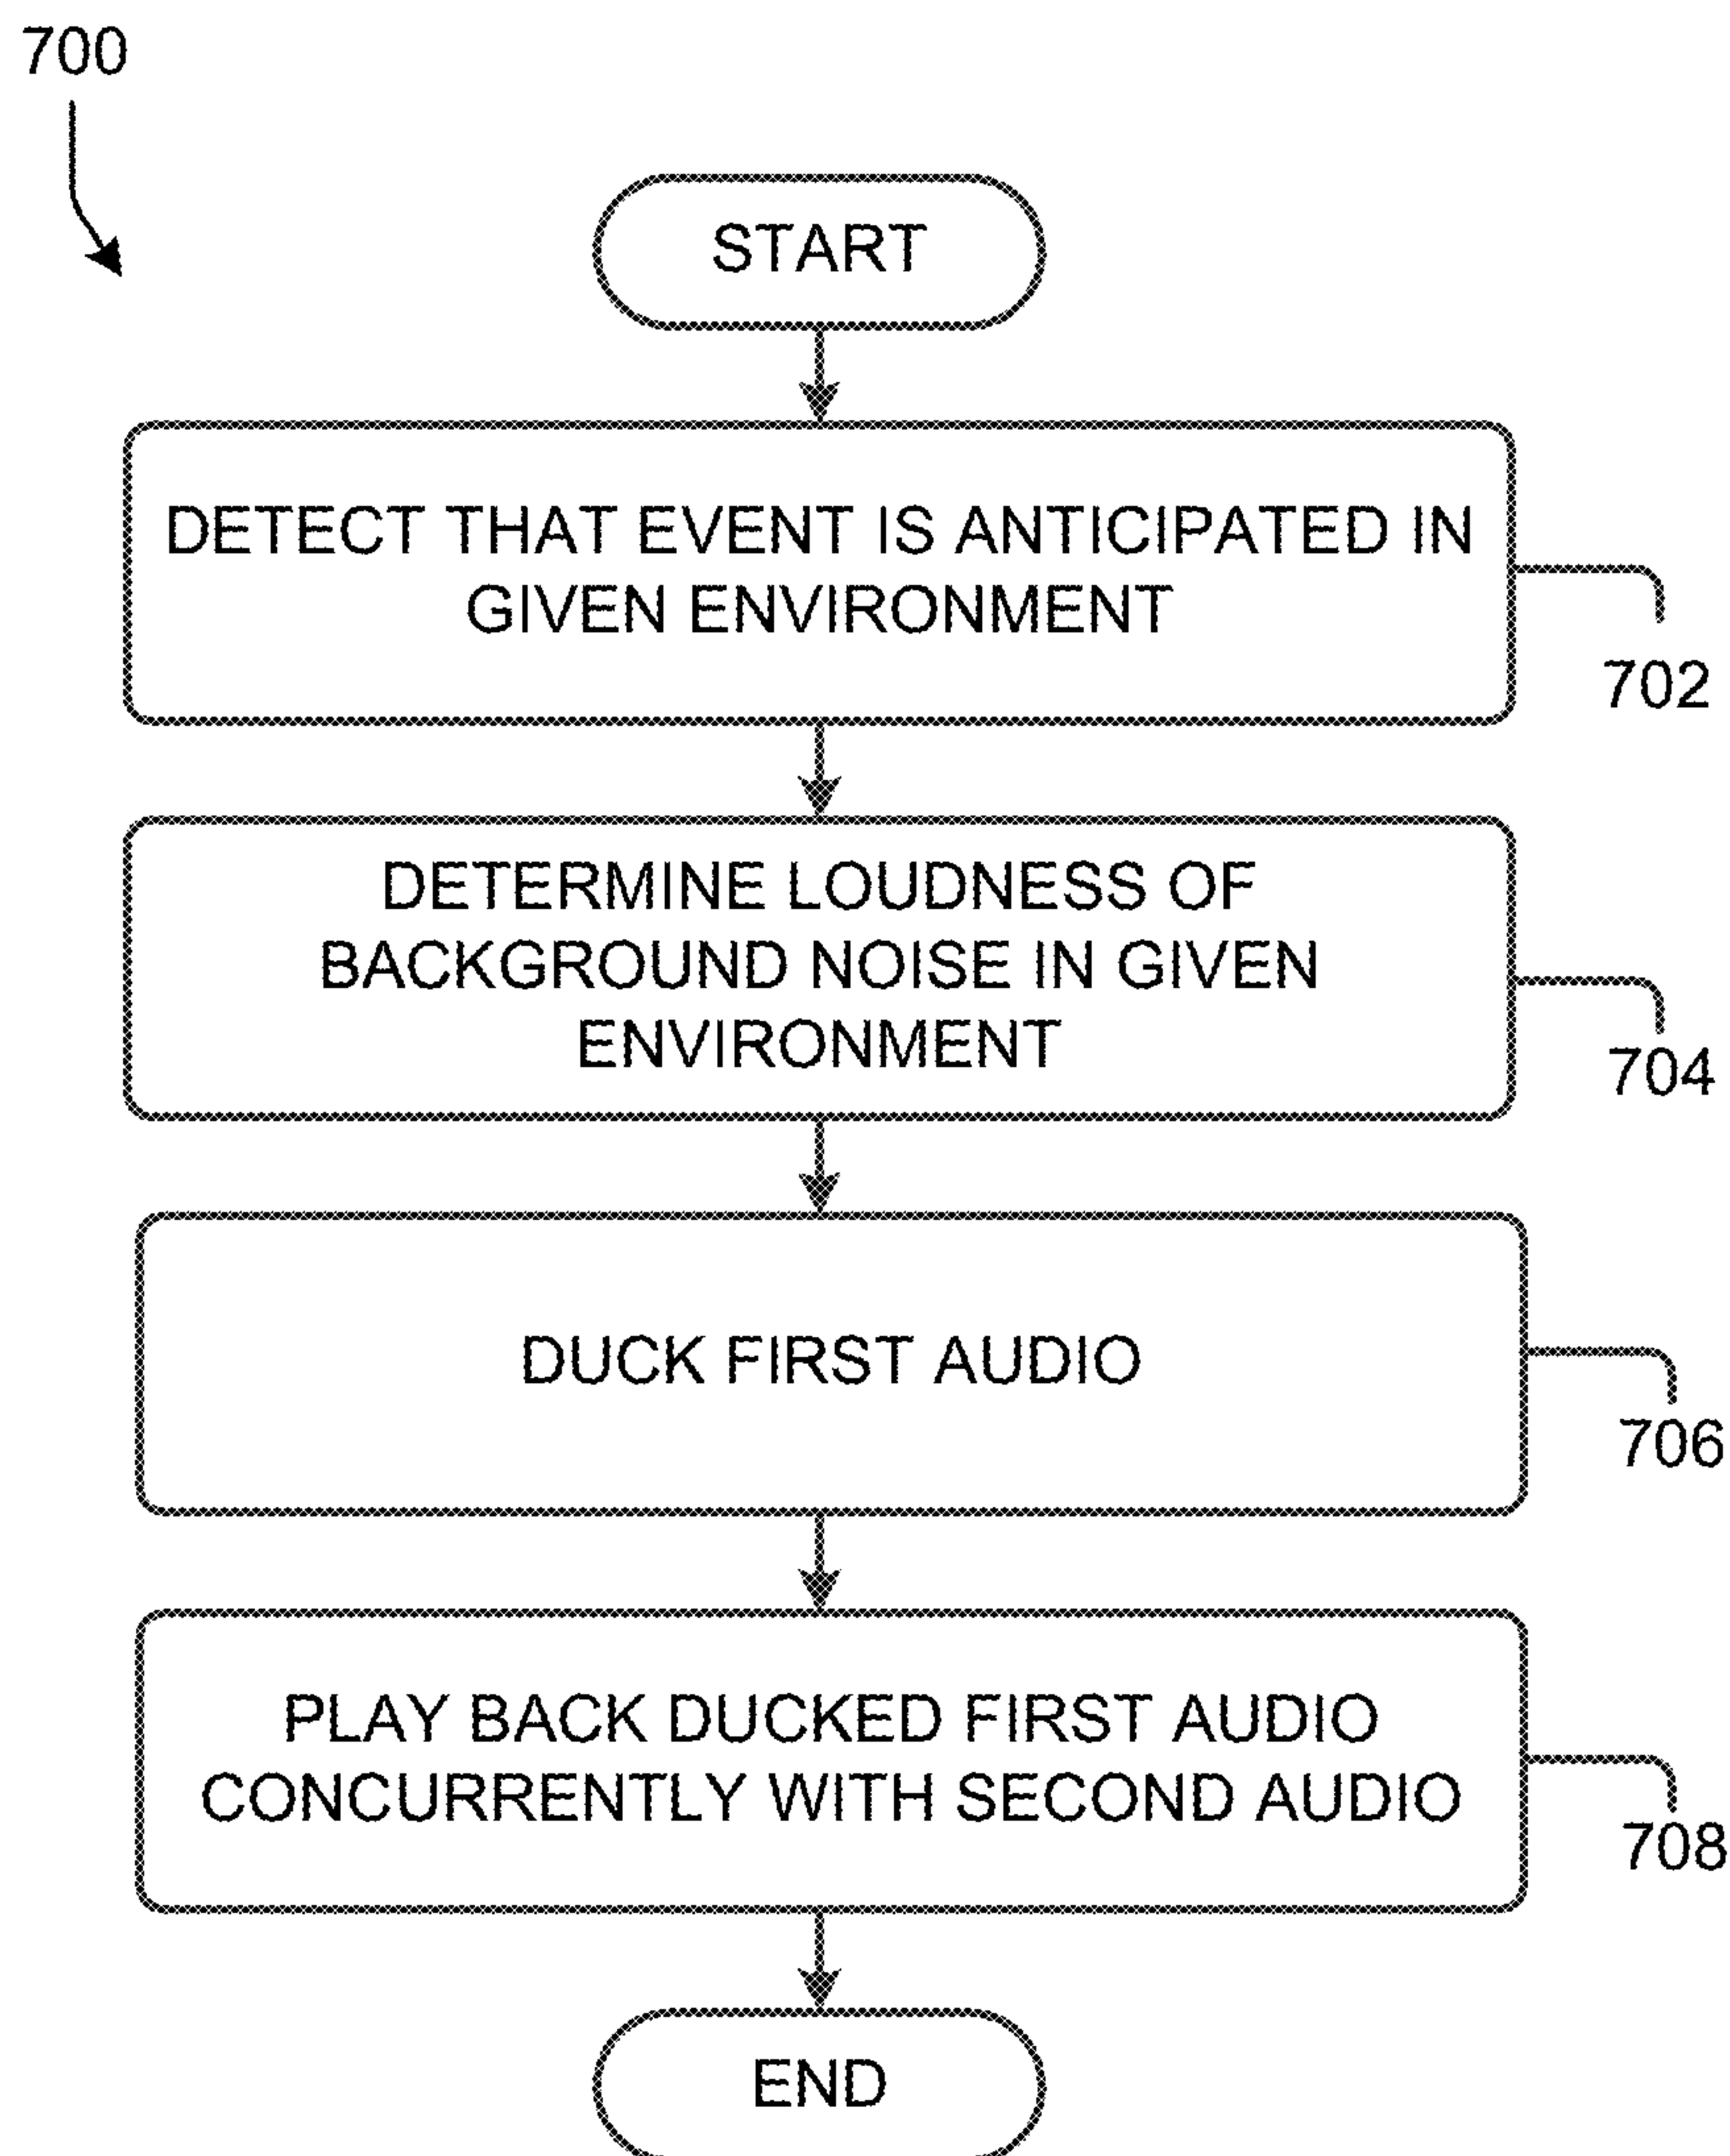 700
START
DETECT THAT EVENT IS ANTICIPATED IN
GIVEN ENVIRONMENT
702
DETERMINE LOUDNESS OF
BACKGROUND NOISE IN GIVEN
ENVIRONMENT
704
DUCK FIRST AUDIO
706
PLAY BACK DUCKED FIRST AUDIO
CONCURRENTLY WITH SECOND AUDIO
708
END